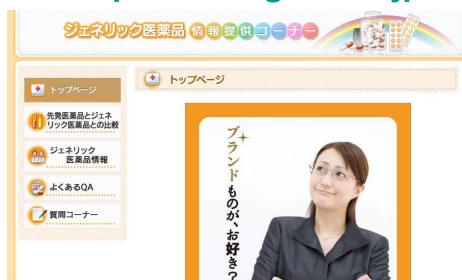 ジェネリック医薬品 情報提供コーナー
トップページ
トップページ
先発医薬品とジェネ
リック医薬品との比較
ジェネリック
医薬品情報
よくあるQA
質問コーナー
ブランドものが、お好き?